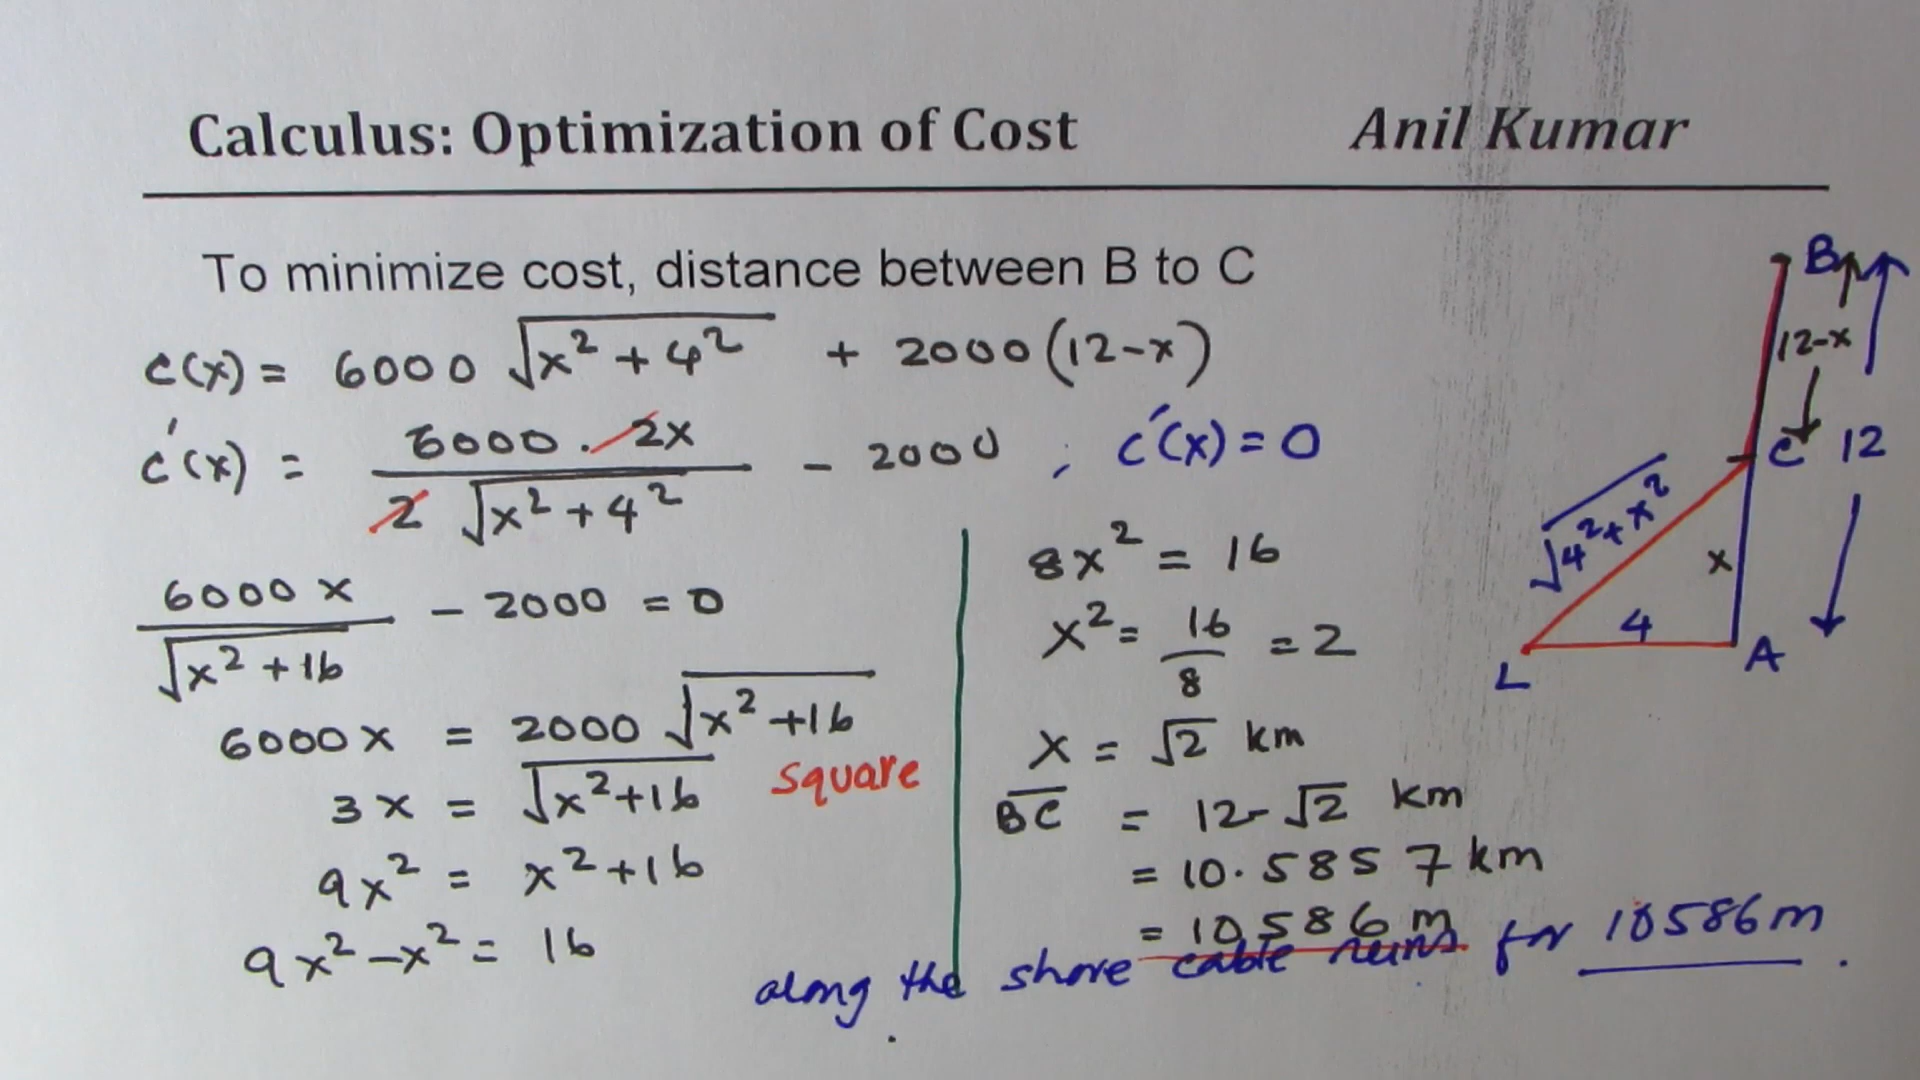 Calculus: Optimization of Cost Anil Kumar
To minimize cost, distance between B to C
c(x) = 6000 √(x² + 4²) + 2000 (12-x)
c'(x) = 6000 . 2x / 2 √(x² + 4²) - 2000 ; c'(x) = 0
6000 x / √(x² + 16) - 2000 = 0
6000 x = 2000 √(x² + 16)
3x = √(x² + 16) square
9x² = x² + 16
9x² - x² = 16
8x² = 16
x² = 16 / 8 = 2
x = √2 km
BC = 12 - √2 km
= 10.5857 km
= 10586 m
along the shore cable runs for 10586 m .
B
12-x
C 12
√(4² + x²)
x
4
L A